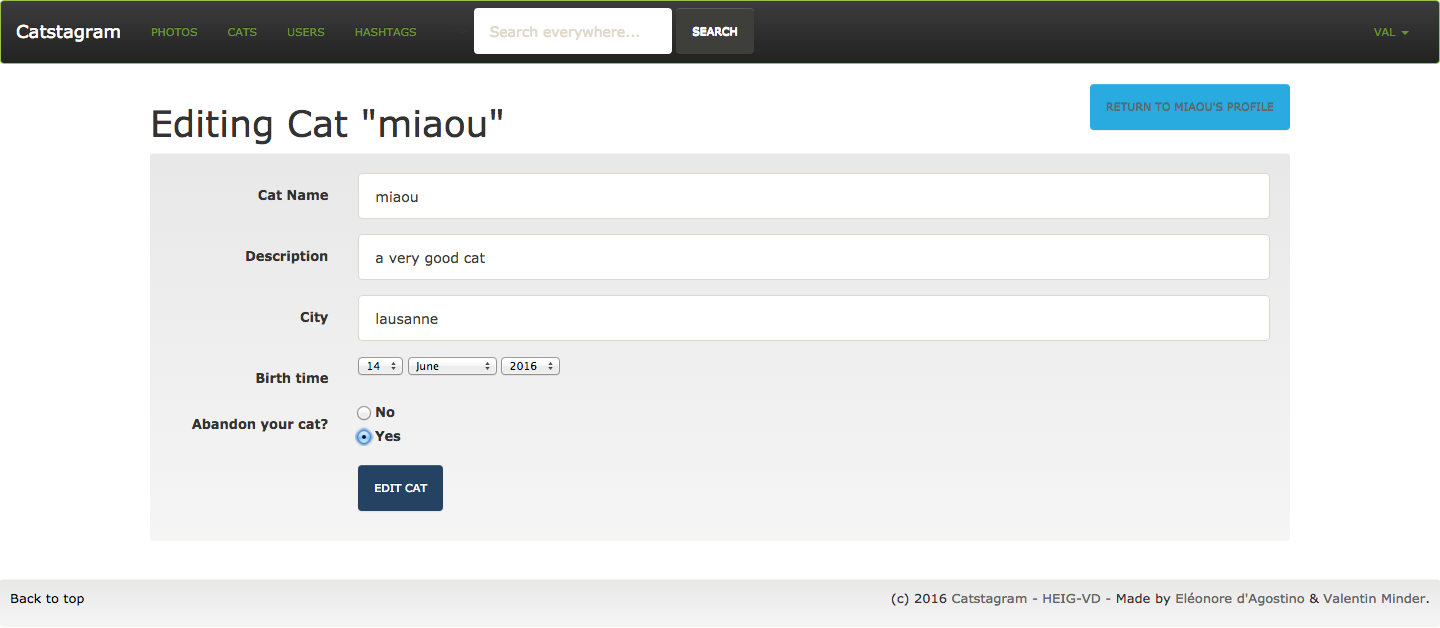 Catstagram PHOTOS CATS USERS HASHTAGS Search everywhere... SEARCH VAL
RETURN TO MIAOU'S PROFILE
Editing Cat "miaou"
Cat Name miaou
Description a very good cat
City lausanne
Birth time 14 June 2016
Abandon your cat? No
Yes
EDIT CAT
Back to top (c) 2016 Catstagram - HEIG-VD - Made by Eléonore d'Agostino & Valentin Minder.